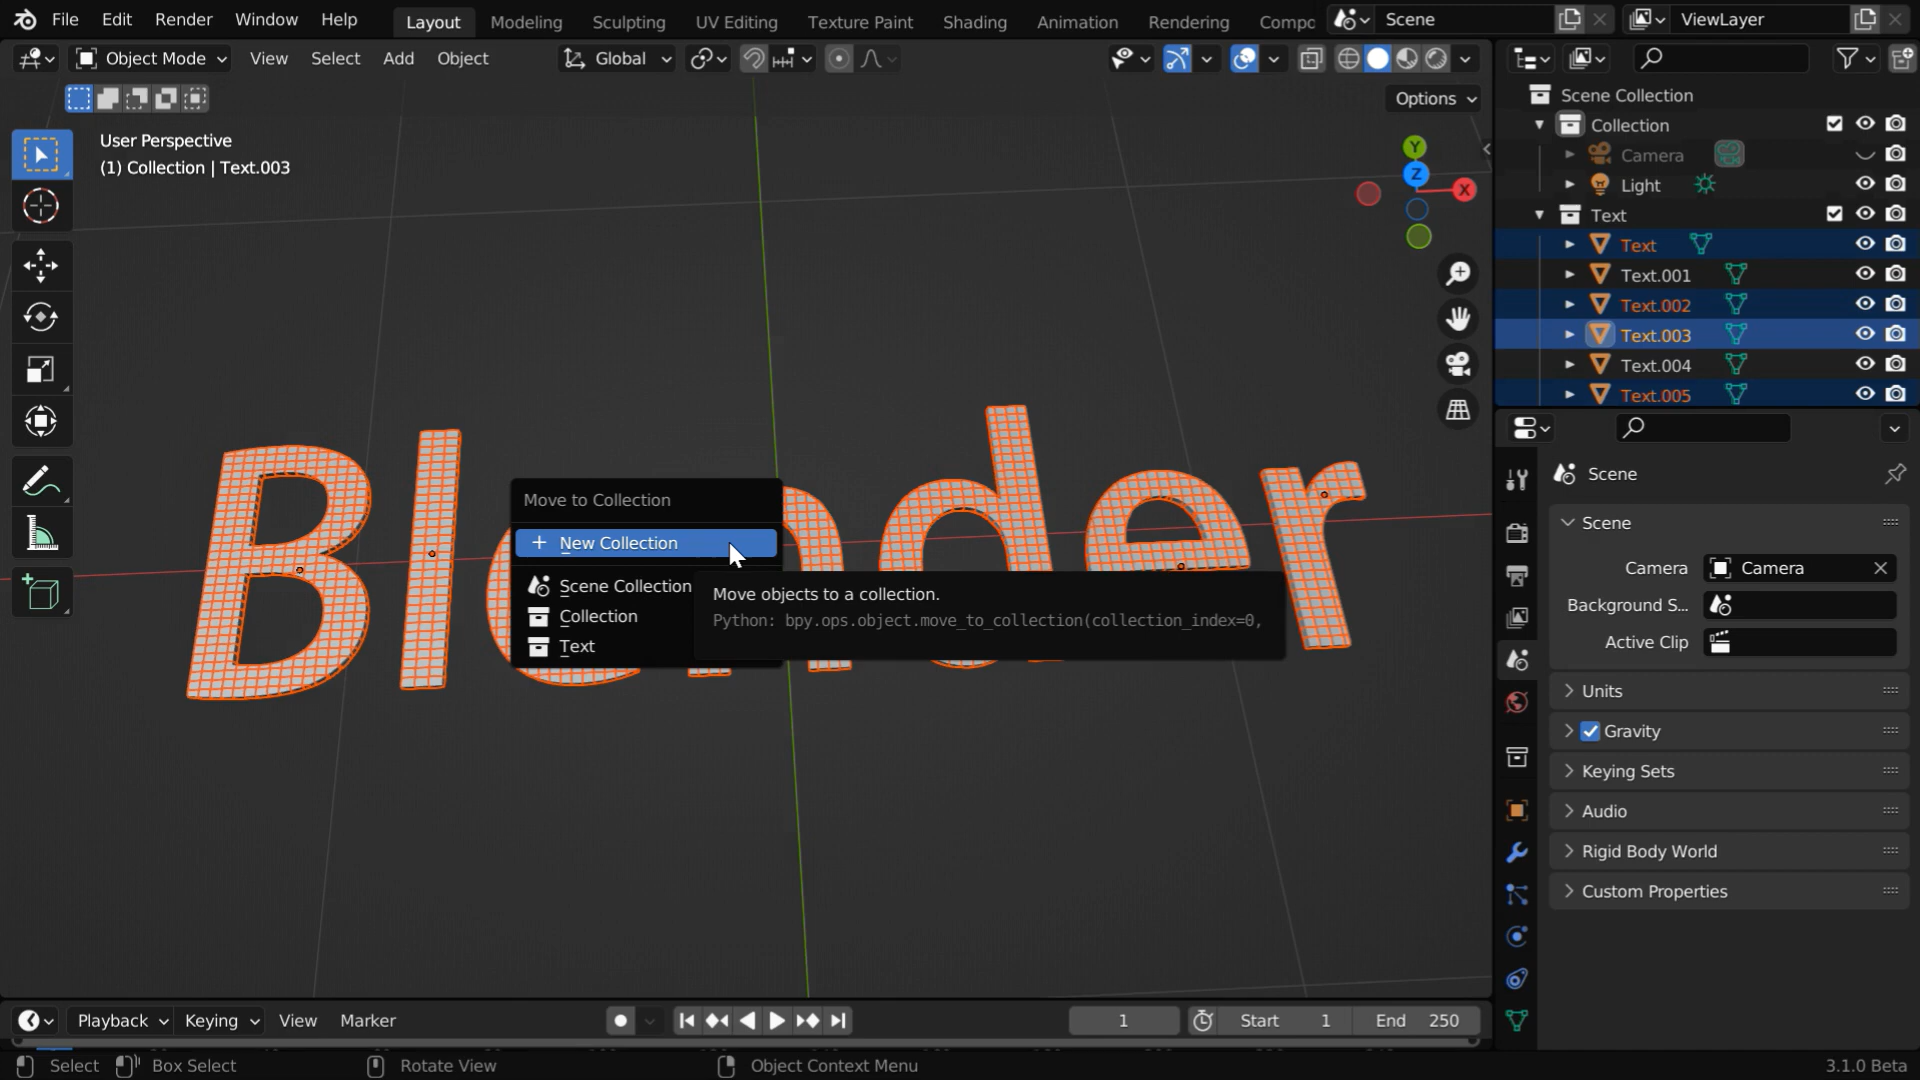 File Edit Render Window Help Layout Modeling Sculpting UV Editing Texture Paint Shading Animation Rendering Compo Scene ViewLayer
Object Mode View Select Add Object Global
Options
User Perspective
(1) Collection | Text.003
Y
Z
X
Scene Collection
Collection
Camera
Light
Text
Text
Text.001
Text.002
Text.003
Text.004
Text.005
Blender
Move to Collection
New Collection
Scene Collection
Collection
Text
Move objects to a collection.
Python: bpy.ops.object.move_to_collection(collection_index=0,
Scene
Scene
Camera Camera
Background S...
Active Clip
Units
Gravity
Keying Sets
Audio
Rigid Body World
Custom Properties
Playback Keying View Marker 1 Start 1 End 250
Select Box Select Rotate View Object Context Menu 3.1.0 Beta